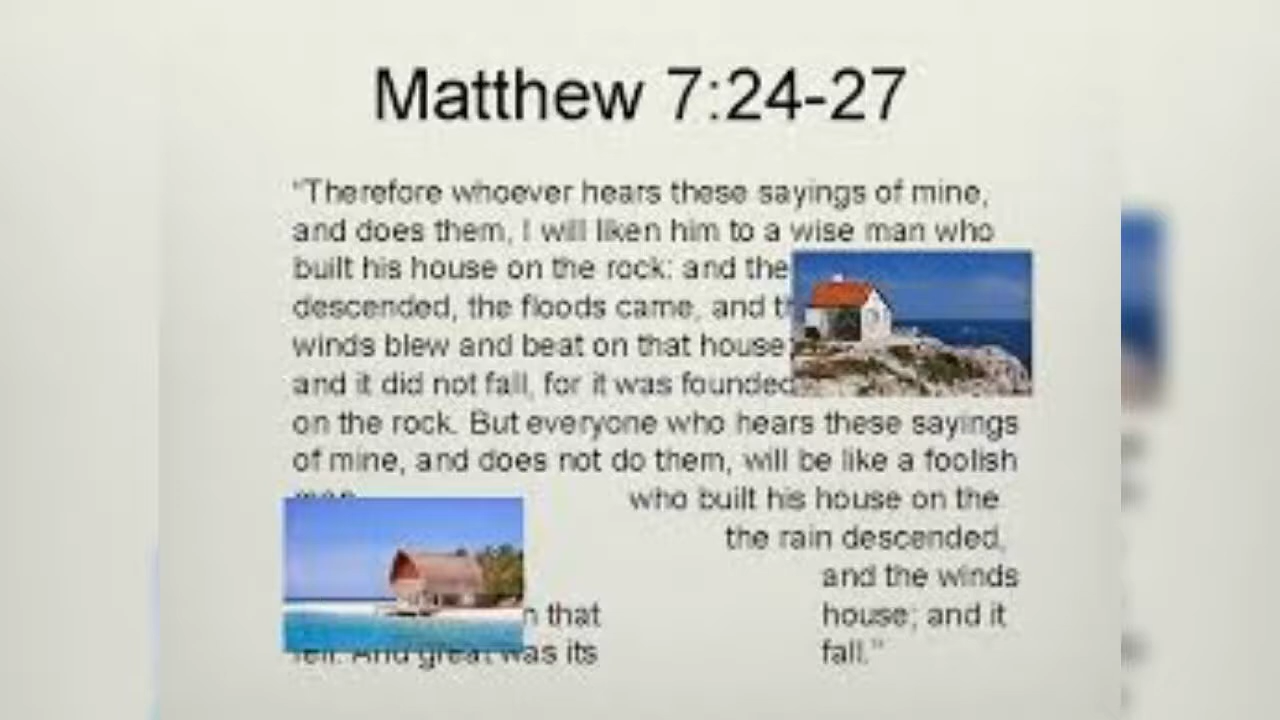 Matthew 7:24-27
"Therefore whoever hears these sayings of mine,
and does them, I will liken him to a wise man who
built his house on the rock: and the
descended, the floods came, and
winds blew and beat on that house;
and it did not fall, for it was founded
on the rock. But everyone who hears these sayings
of mine, and does not do them, will be like a foolish
man who built his house on the
the rain descended,
and the winds
that house; and it
fell. And great was its fall."